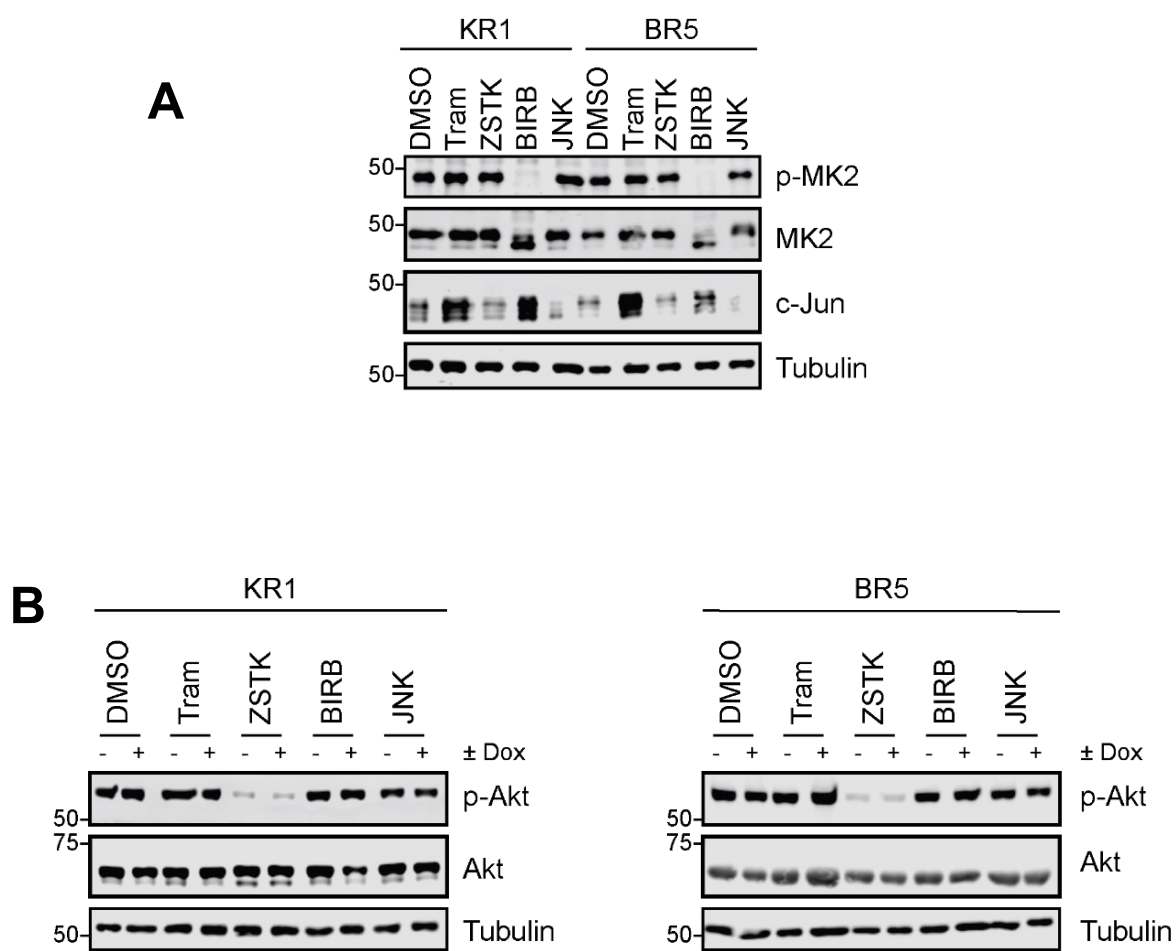 A
KR1 BR5
DMSO Tram ZSTK BIRB JNK DMSO Tram ZSTK BIRB JNK
50 p-MK2
50 MK2
50 c-Jun
50 Tubulin
B
KR1
DMSO Tram ZSTK BIRB JNK
- + - + - + - + - + ± Dox
50 p-Akt
75 Akt
50 Tubulin
BR5
DMSO Tram ZSTK BIRB JNK
- + - + - + - + - + ± Dox
50 p-Akt
75 Akt
50 Tubulin